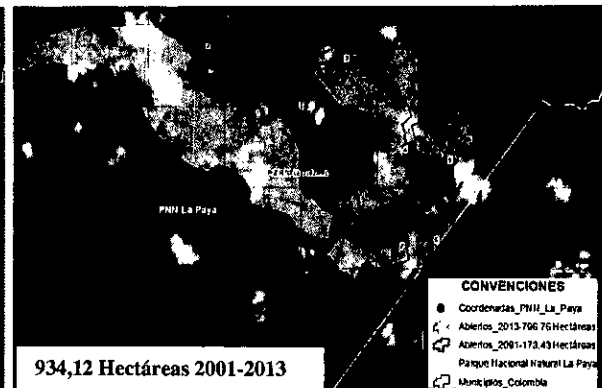 PNN La Paya
CONVENCIONES
Coordenadas_PNN_La_Paya
Abiertos_2013-796 76 Hectáreas
Abiertos_2001-173,43 Hectáreas
Parque Nacional Natural La Paya
Municipios_Colombia
934,12 Hectáreas 2001-2013